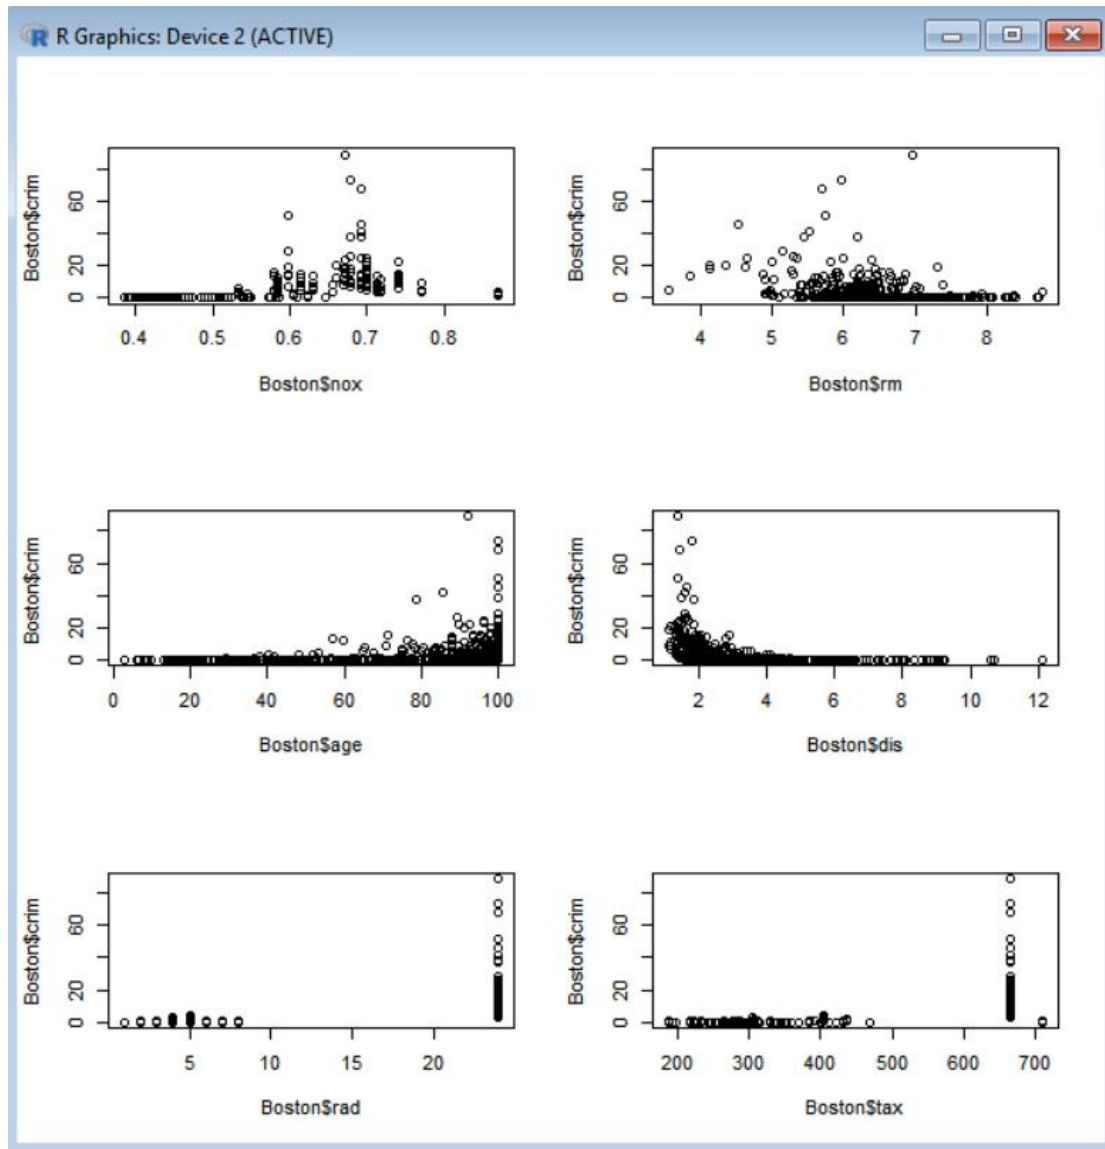 R R Graphics: Device 2 (ACTIVE)
Boston$crim
60
20
0
0.4 0.5 0.6 0.7 0.8
Boston$nox
Boston$crim
60
20
0
4 5 6 7 8
Boston$rm
Boston$crim
60
20
0
0 20 40 60 80 100
Boston$age
Boston$crim
60
20
0
2 4 6 8 10 12
Boston$dis
Boston$crim
60
20
0
5 10 15 20
Boston$rad
Boston$crim
60
20
0
200 300 400 500 600 700
Boston$tax